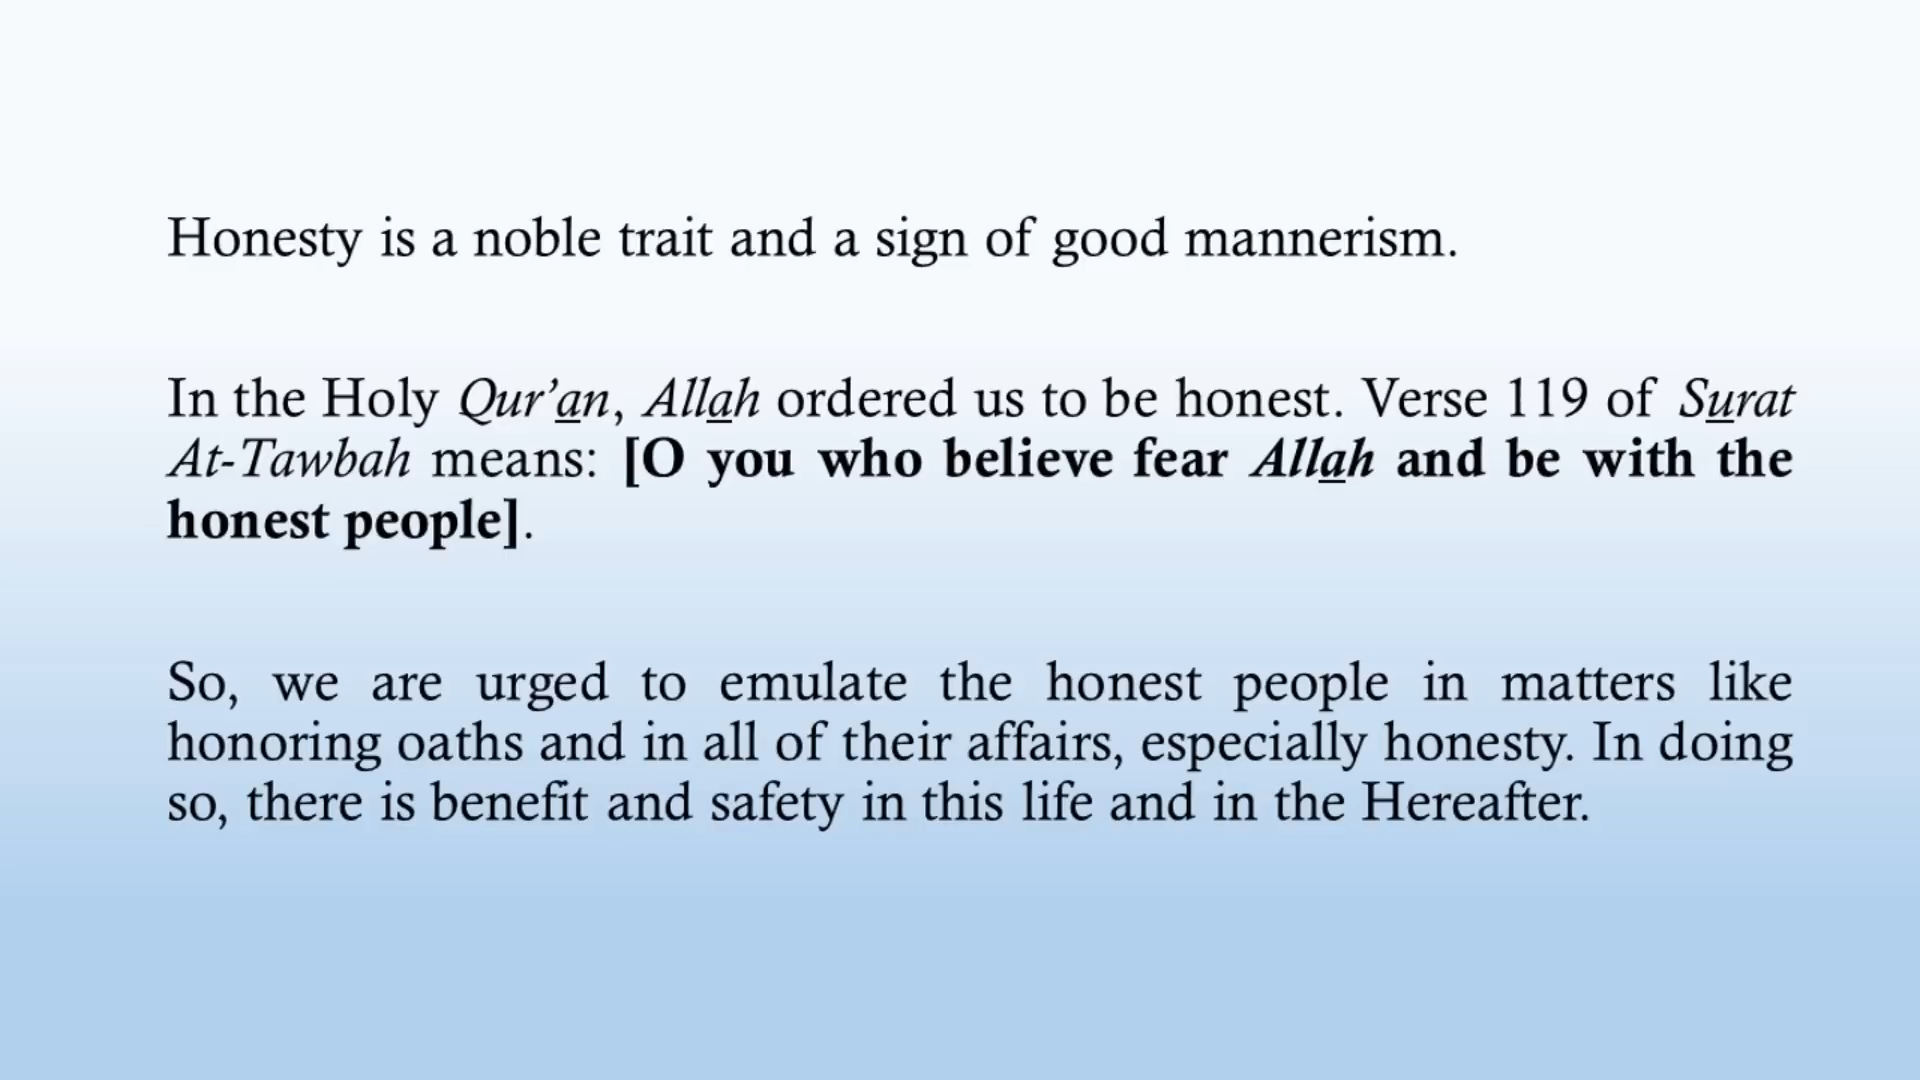 Honesty is a noble trait and a sign of good mannerism.
In the Holy Qur’an, Allah ordered us to be honest. Verse 119 of Surat
At-Tawbah means: [O you who believe fear Allah and be with the
honest people].
So, we are urged to emulate the honest people in matters like
honoring oaths and in all of their affairs, especially honesty. In doing
so, there is benefit and safety in this life and in the Hereafter.